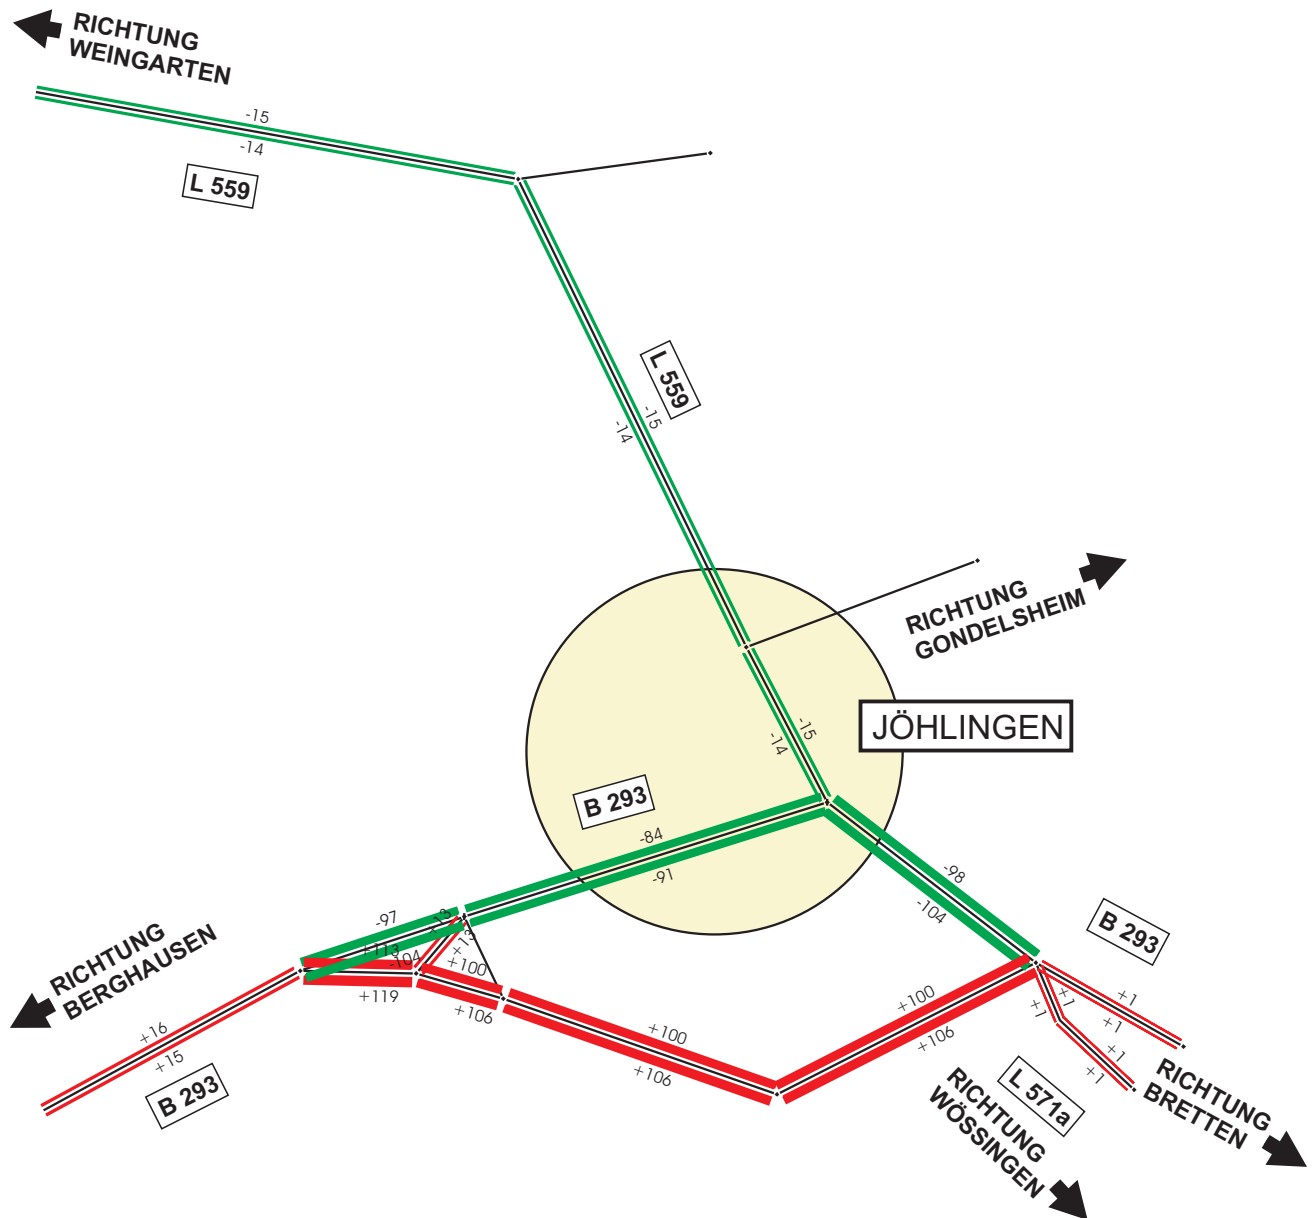 RICHTUNG
WEINGARTEN
-15
-14
L 559
L 559
-15
-14
RICHTUNG
GONDELSHEIM
JÖHLINGEN
-15
-14
B 293
-84
-91
-98
-104
B 293
-97
+13
+113
-104
+13
+100
+119
+106
RICHTUNG
BERGHAUSEN
+16
+15
B 293
+100
+106
+100
+106
+1
+1
+1
+1
+1
+1
L 571a
RICHTUNG
WÖSSINGEN
RICHTUNG
BRETTEN